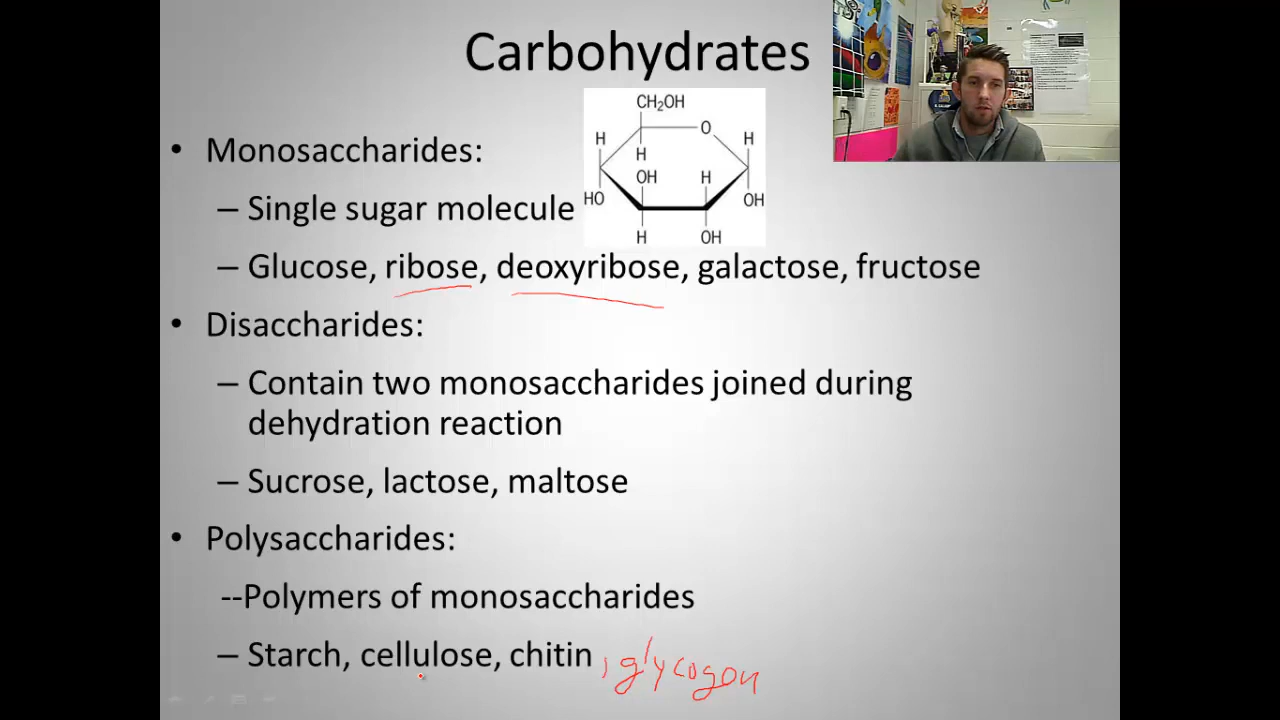 Carbohydrates
• Monosaccharides:
CH₂OH
O
H
H
H
OH
H
HO
OH
H
OH
– Single sugar molecule
– Glucose, ribose, deoxyribose, galactose, fructose
• Disaccharides:
– Contain two monosaccharides joined during
dehydration reaction
– Sucrose, lactose, maltose
• Polysaccharides:
--Polymers of monosaccharides
– Starch, cellulose, chitin , glycogen